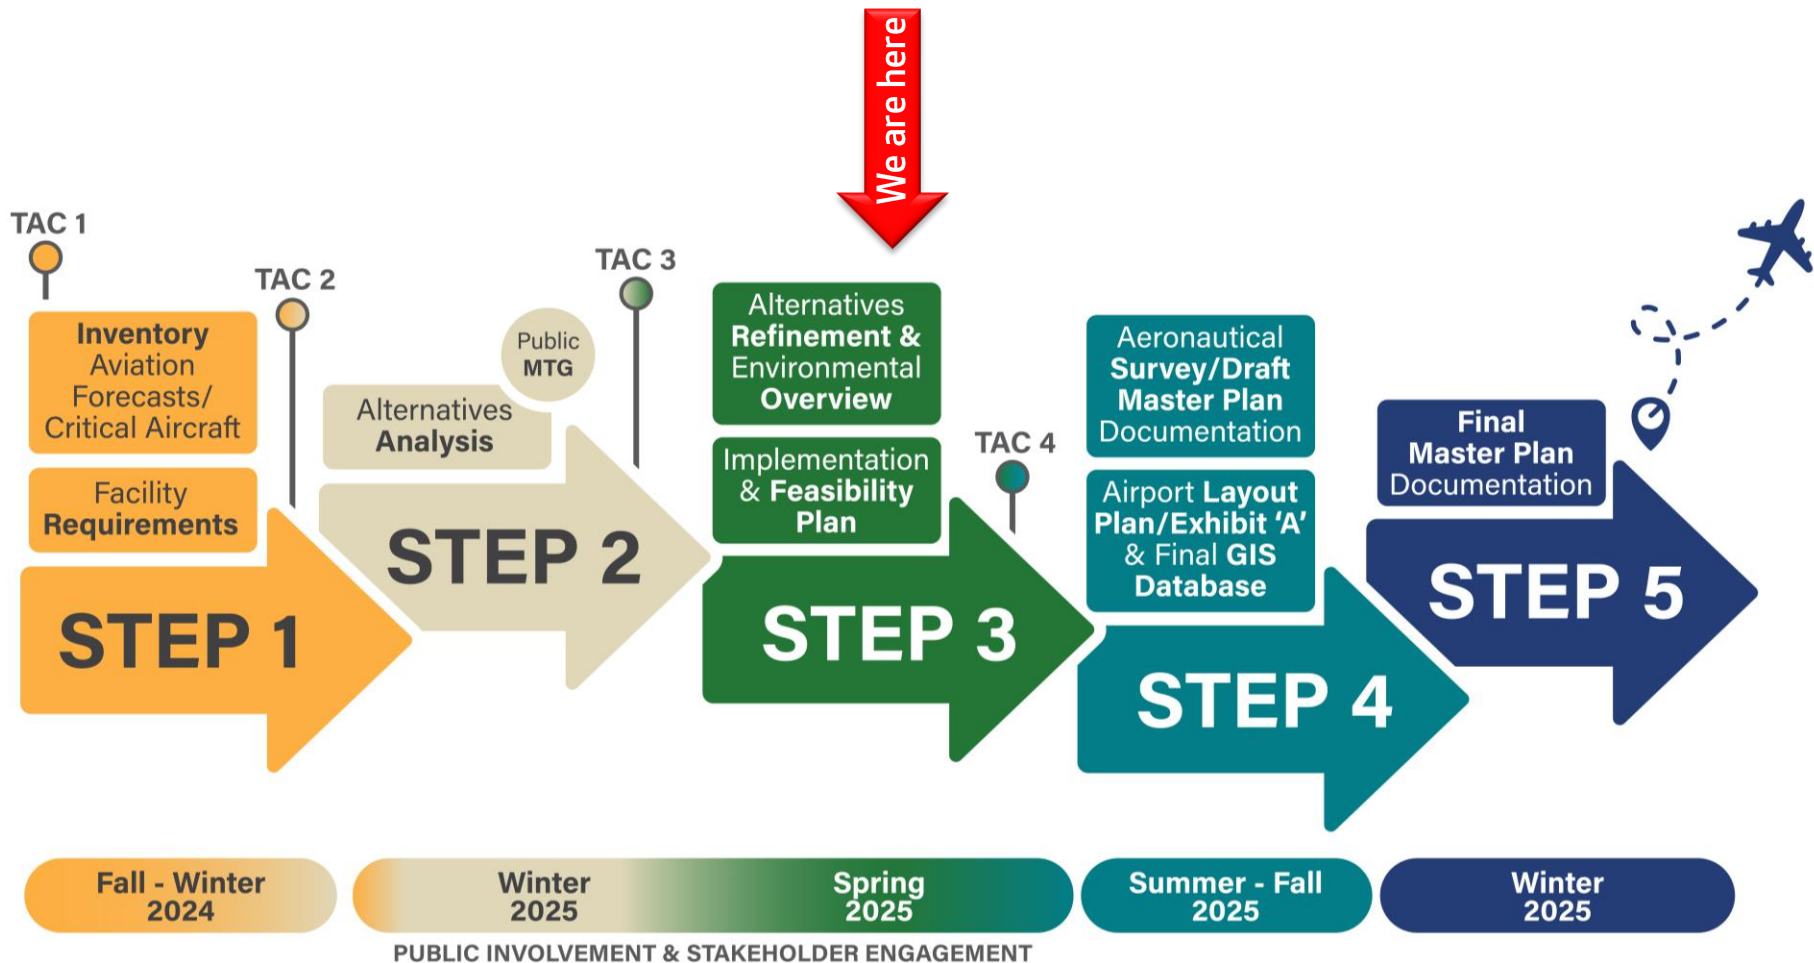 We are here
TAC 1
Inventory
Aviation
Forecasts/
Critical Aircraft
Facility
Requirements
STEP 1
TAC 2
Public
MTG
Alternatives
Analysis
STEP 2
TAC 3
Alternatives
Refinement &
Environmental
Overview
Implementation
& Feasibility
Plan
STEP 3
TAC 4
Aeronautical
Survey/Draft
Master Plan
Documentation
Airport Layout
Plan/Exhibit ‘A’
& Final GIS
Database
STEP 4
Final
Master Plan
Documentation
STEP 5
Fall - Winter
2024
Winter
2025
Spring
2025
Summer - Fall
2025
Winter
2025
PUBLIC INVOLVEMENT & STAKEHOLDER ENGAGEMENT